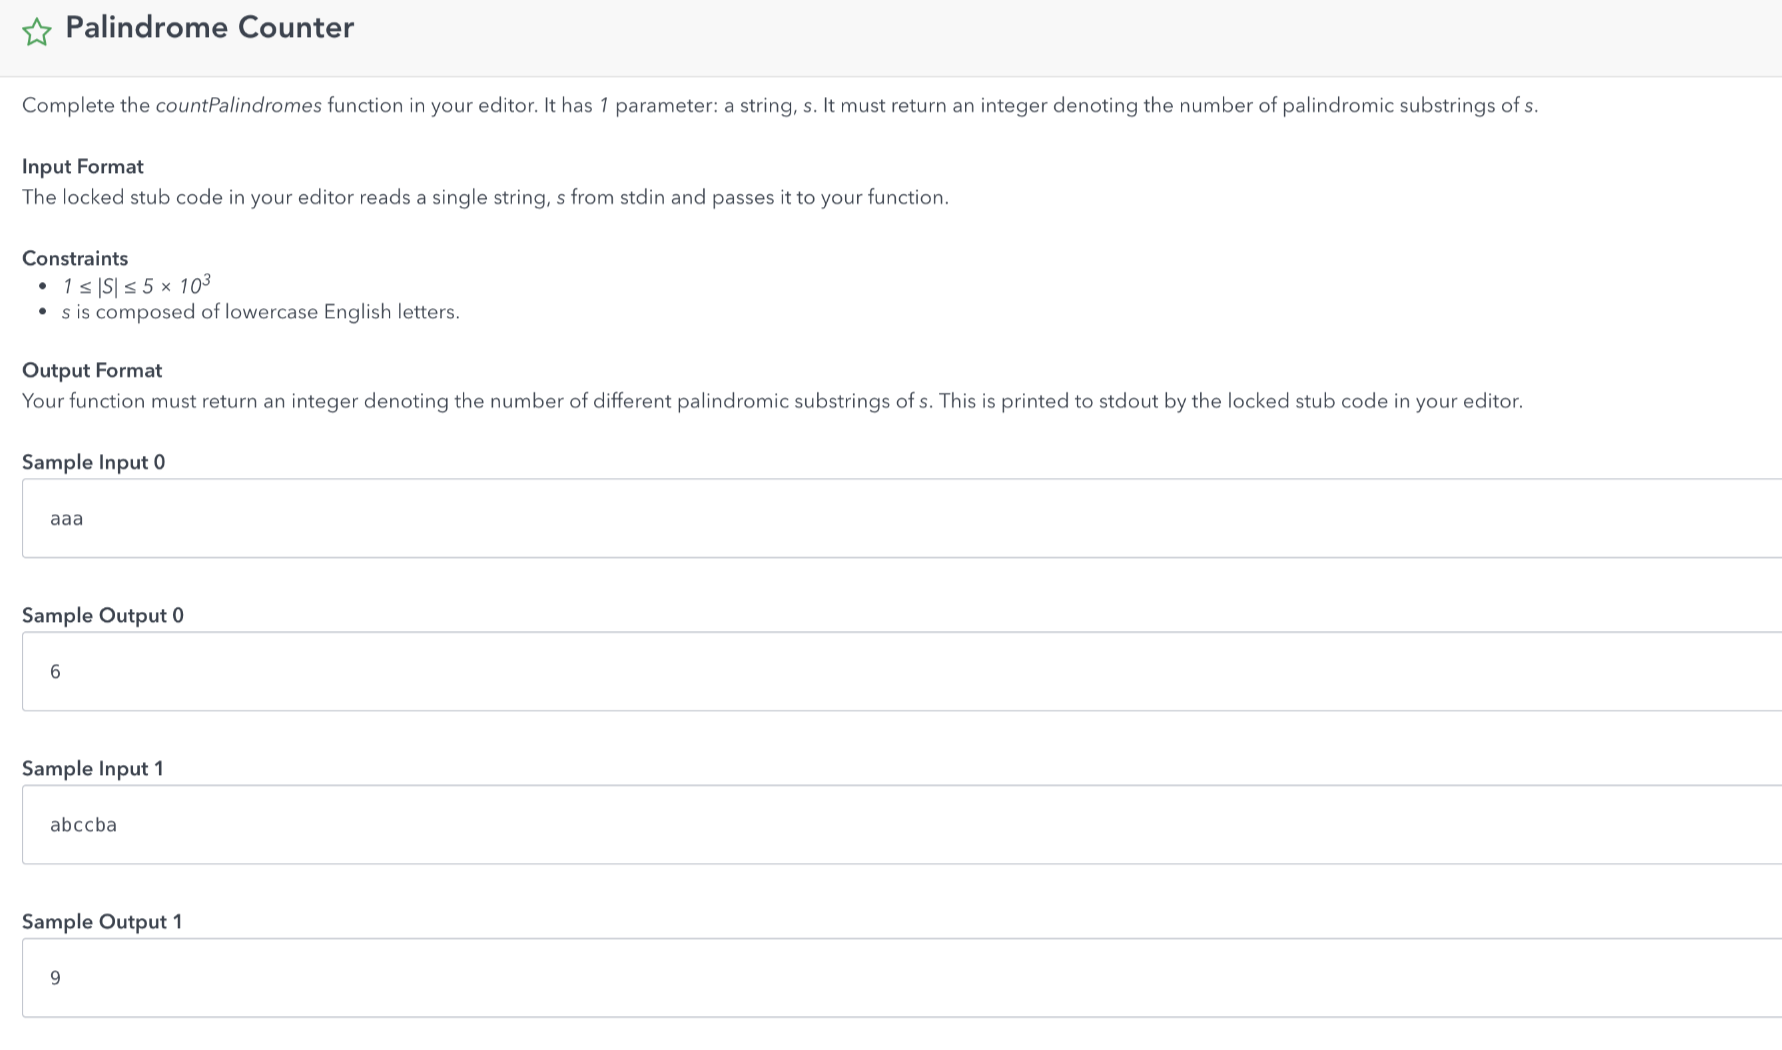 Palindrome Counter
Complete the countPalindromes function in your editor. It has 1 parameter: a string, s. It must return an integer denoting the number of palindromic substrings of s.
Input Format
The locked stub code in your editor reads a single string, s from stdin and passes it to your function.
Constraints
• 1 ≤ |S| ≤ 5 × 10³
• s is composed of lowercase English letters.
Output Format
Your function must return an integer denoting the number of different palindromic substrings of s. This is printed to stdout by the locked stub code in your editor.
Sample Input 0
aaa
Sample Output 0
6
Sample Input 1
abccba
Sample Output 1
9